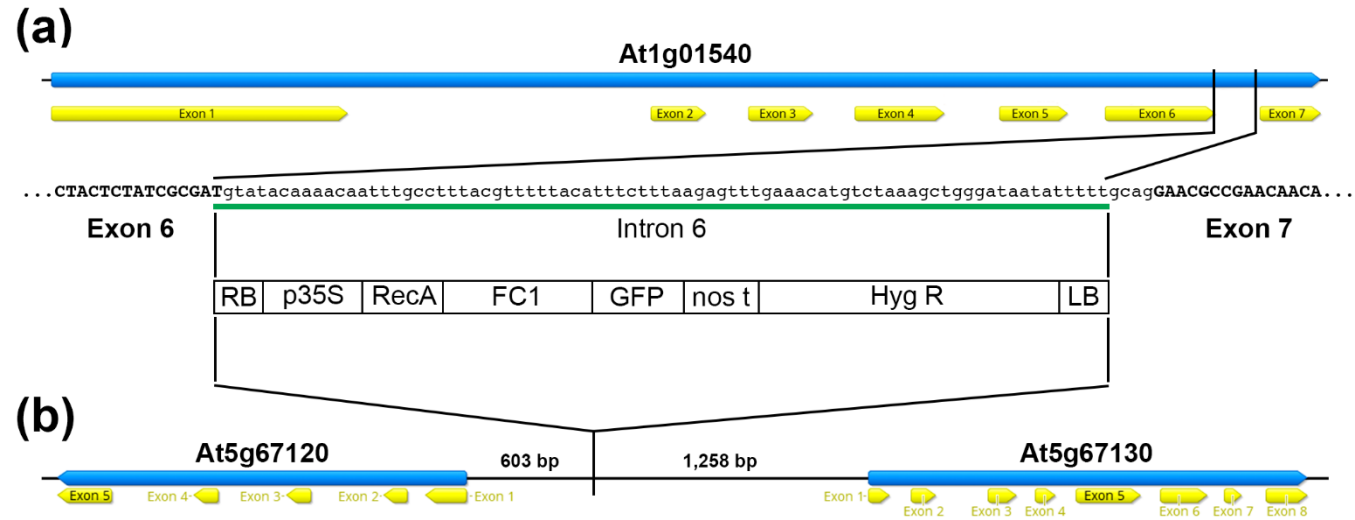 (a)
At1g01540
Exon 1 Exon 2 Exon 3 Exon 4 Exon 5 Exon 6 Exon 7
...CTACTCTATCGCGATgtatacaaaacaatttgcctttacgtttttacatttctttaagagtttgaaacatgtctaaagctgggataatatttttgcagGAACGCCGAACAACA...
Exon 6 Intron 6 Exon 7
RB p35S RecA FC1 GFP nos t Hyg R LB
(b)
At5g67120 603 bp 1,258 bp At5g67130
Exon 5 Exon 4 Exon 3 Exon 2 Exon 1 Exon 1 Exon 2 Exon 3 Exon 4 Exon 5 Exon 6 Exon 7 Exon 8